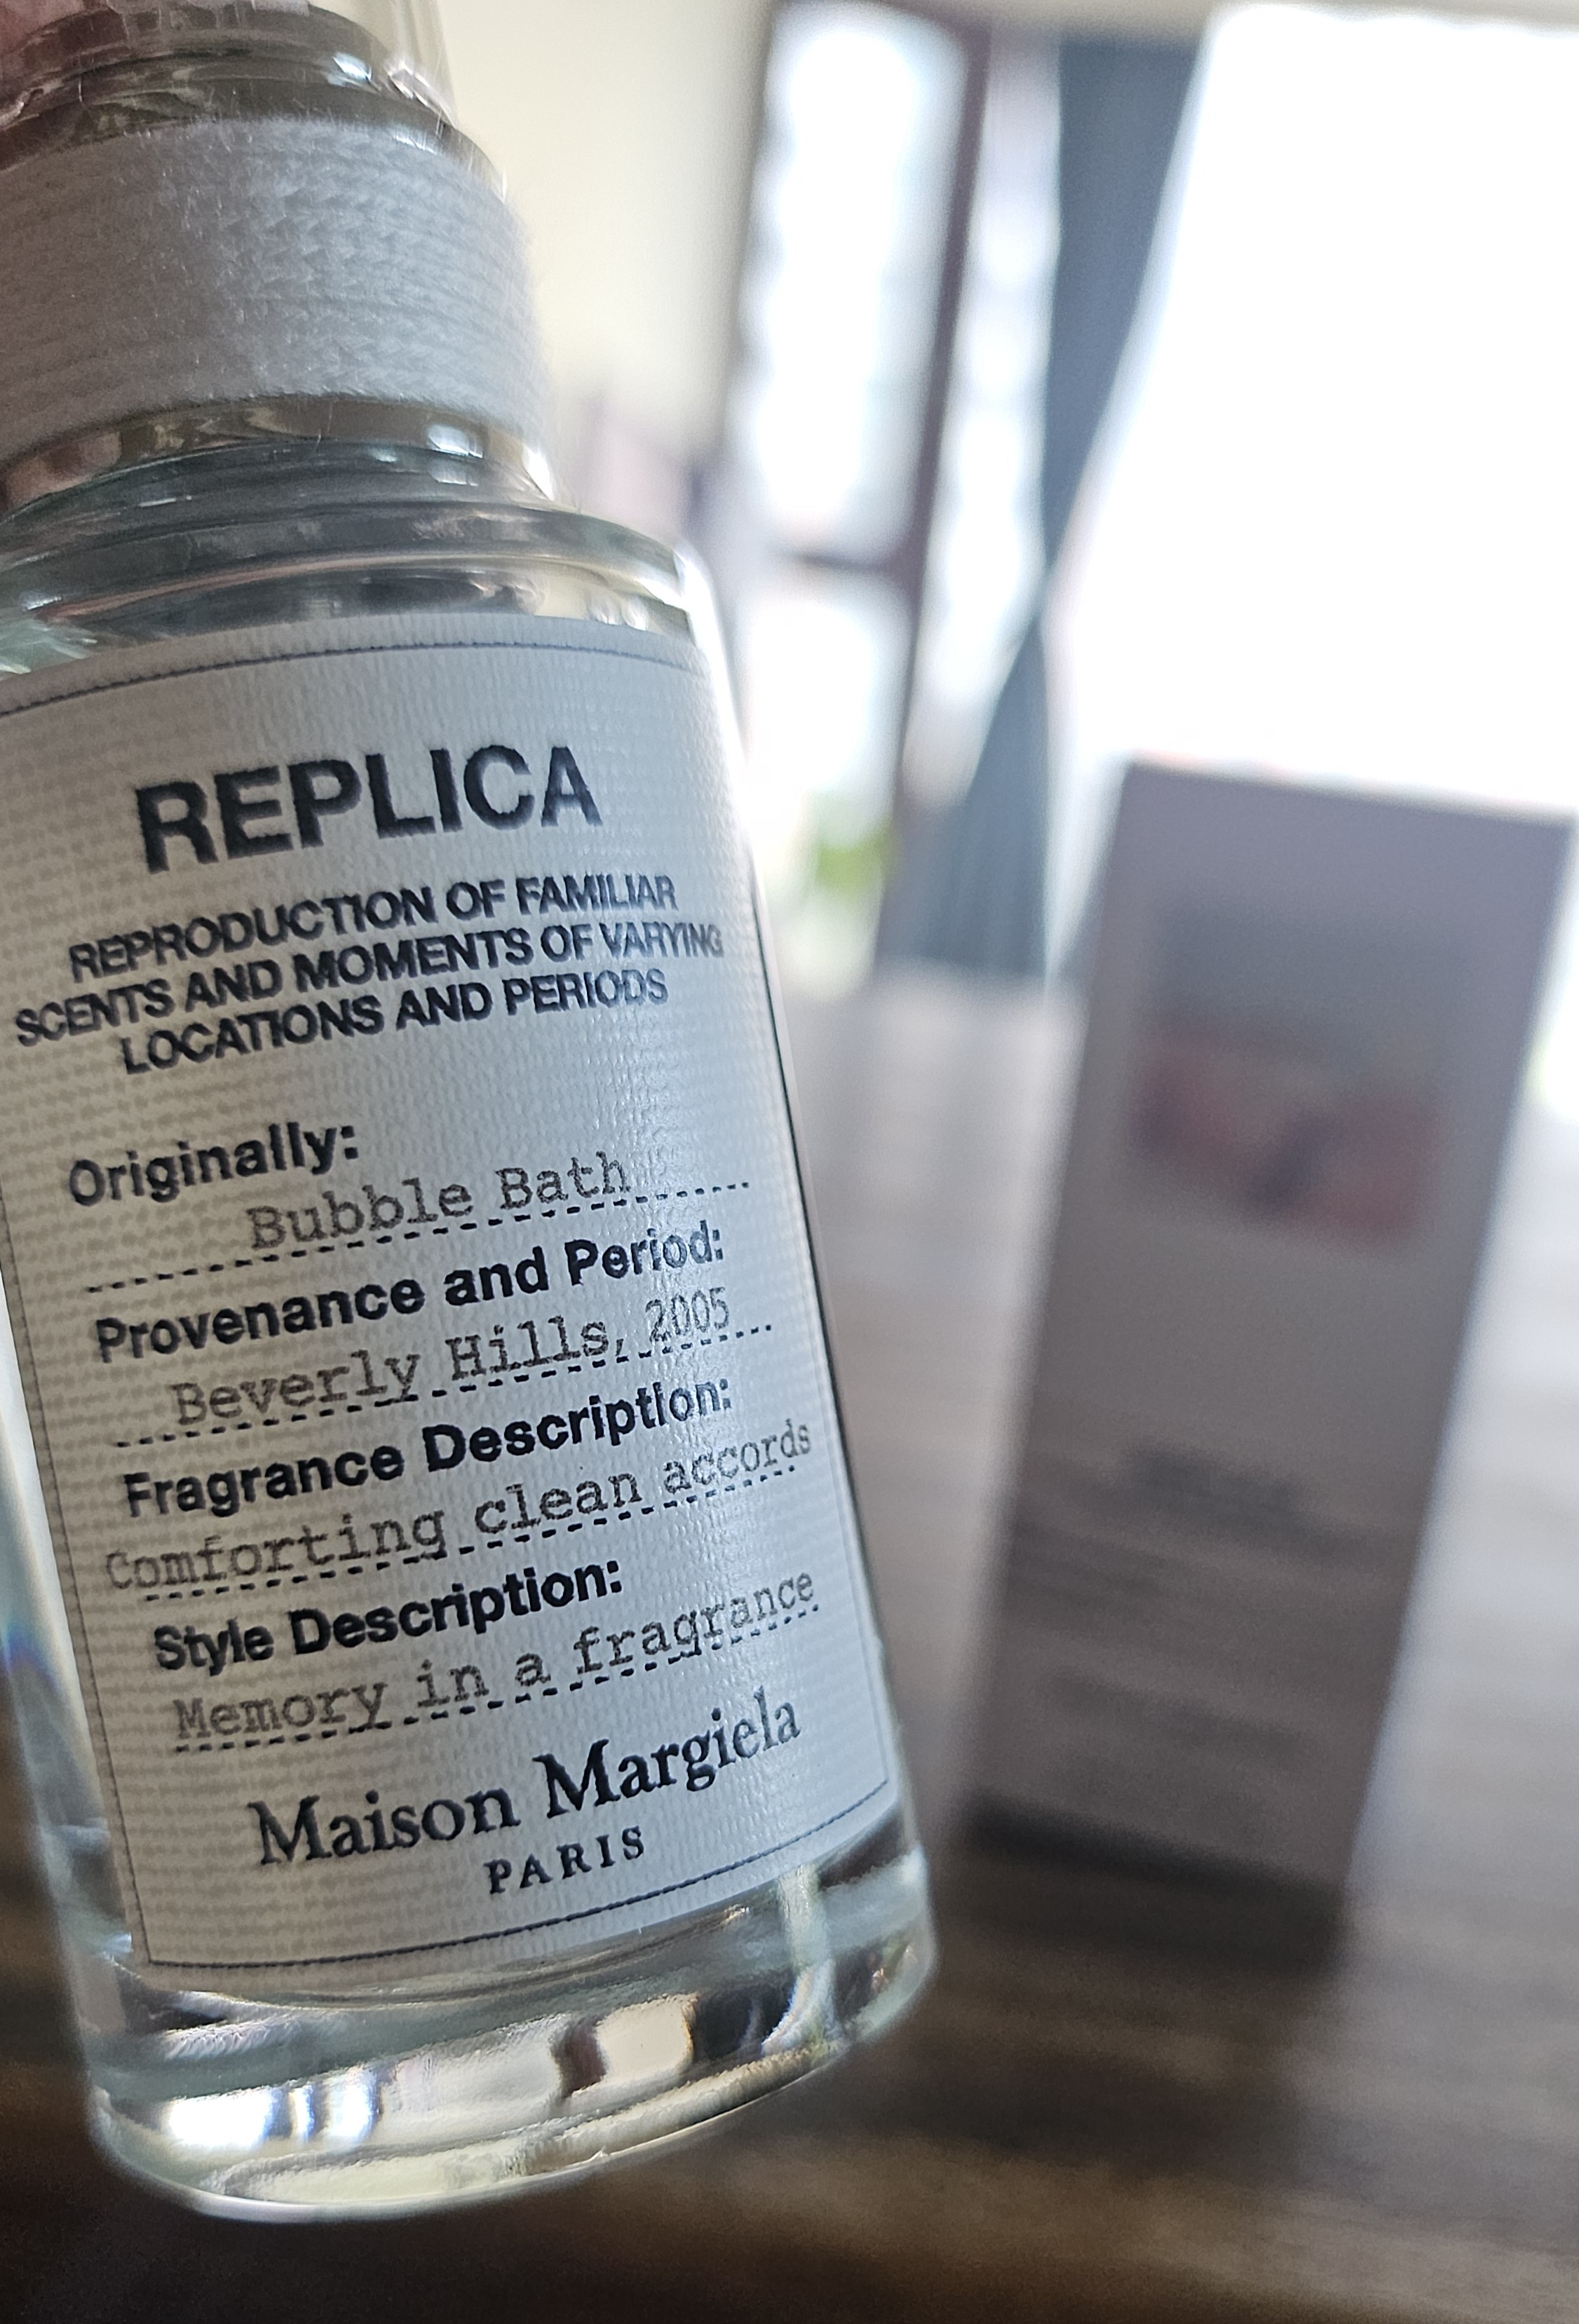 REPLICA
REPRODUCTION OF FAMILIAR
SCENTS AND MOMENTS OF VARYING
LOCATIONS AND PERIODS
Originally:
Bubble Bath
Provenance and Period:
Beverly Hills, 2005
Fragrance Description:
Comforting clean accords
Style Description:
Memory in a fragrance
Maison Margiela
PARIS